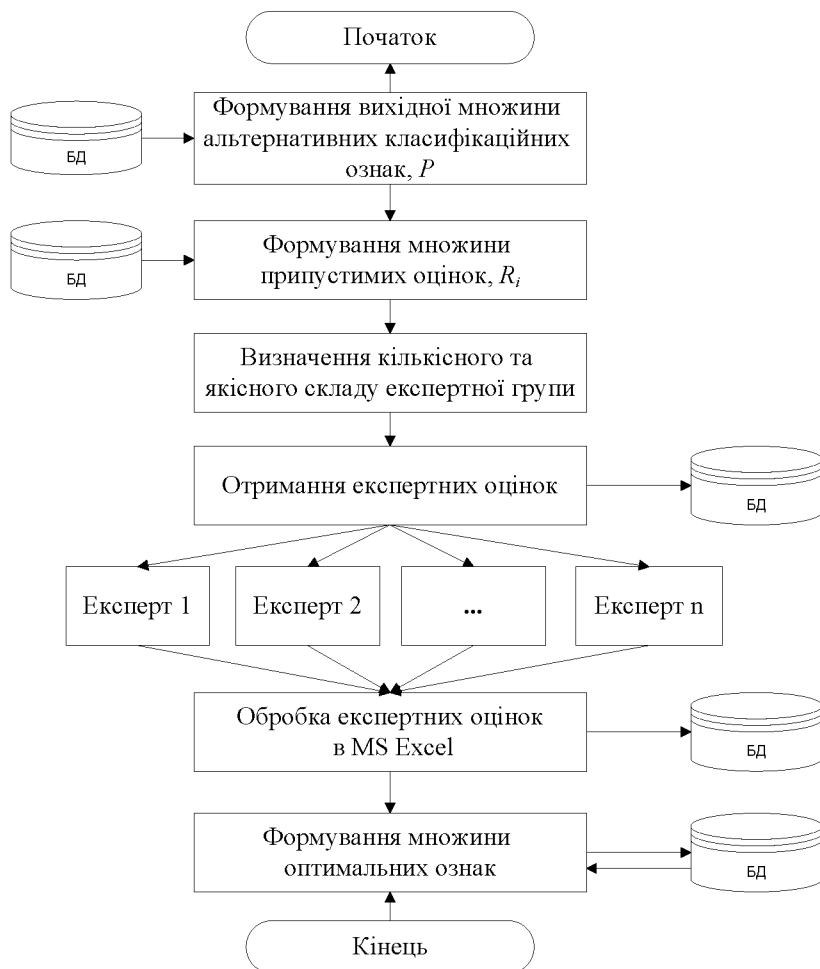 Початок
Формування вихідної множини
альтернативних класифікаційних
ознак, P
БД
Формування множини
припустимих оцінок, Ri
БД
Визначення кількісного та
якісного складу експертної групи
Отримання експертних оцінок
БД
Експерт 1
Експерт 2
...
Експерт n
Обробка експертних оцінок
в MS Excel
БД
Формування множини
оптимальних ознак
БД
Кінець